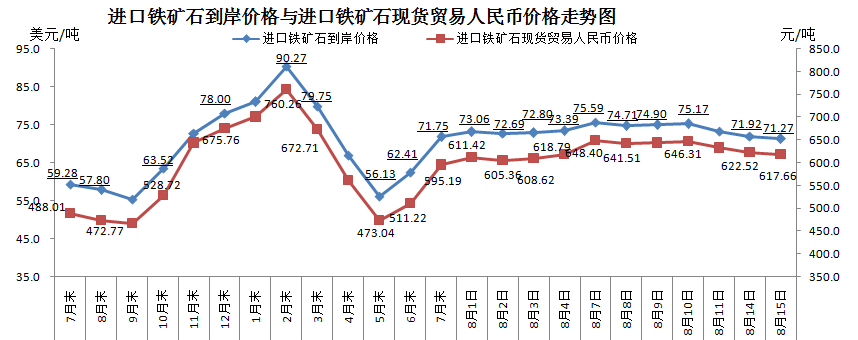 进口铁矿石到岸价格与进口铁矿石现货贸易人民币价格走势图
美元/吨
元/吨
进口铁矿石到岸价格
进口铁矿石现货贸易人民币价格
95.0
85.0
75.0
65.0
55.0
45.0
35.0
850.0
800.0
750.0
700.0
650.0
600.0
550.0
500.0
450.0
400.0
350.0
59.28
57.80
63.52
78.00
90.27
79.75
56.13
62.41
71.75
73.06
72.69
72.80
73.39
75.59
74.71
74.90
75.17
71.92
71.27
488.01
472.77
528.72
675.76
760.26
672.71
473.04
511.22
595.19
611.42
605.36
608.62
618.79
648.40
641.51
646.31
622.52
617.66
7月末
8月末
9月末
10月末
11月末
12月末
1月末
2月末
3月末
4月末
5月末
6月末
7月末
8月1日
8月2日
8月3日
8月4日
8月7日
8月8日
8月9日
8月10日
8月11日
8月14日
8月15日